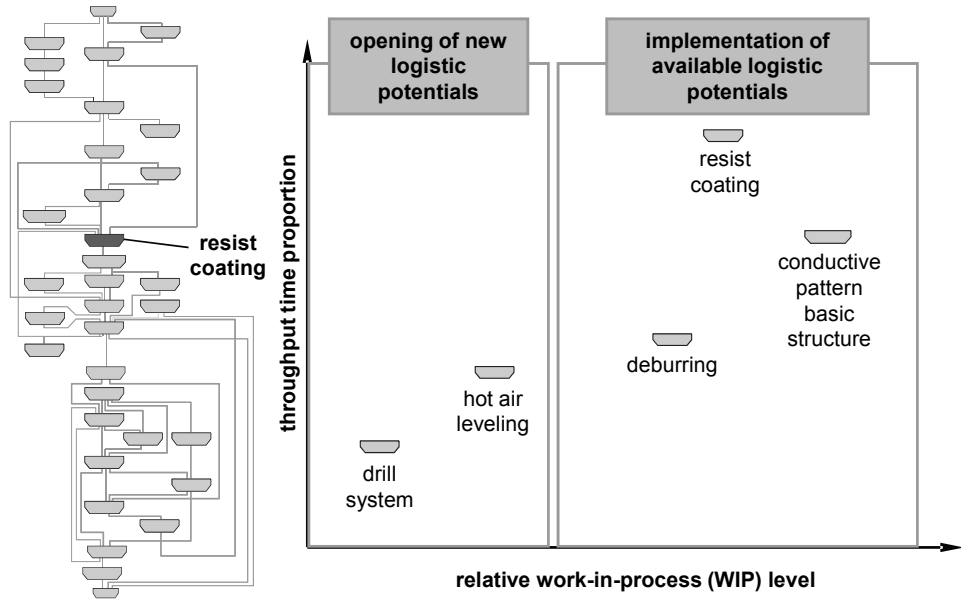 opening of new
logistic
potentials
implementation of
available logistic
potentials
resist
coating
throughput time proportion
resist
coating
conductive
pattern
basic
structure
deburring
hot air
leveling
drill
system
relative work-in-process (WIP) level